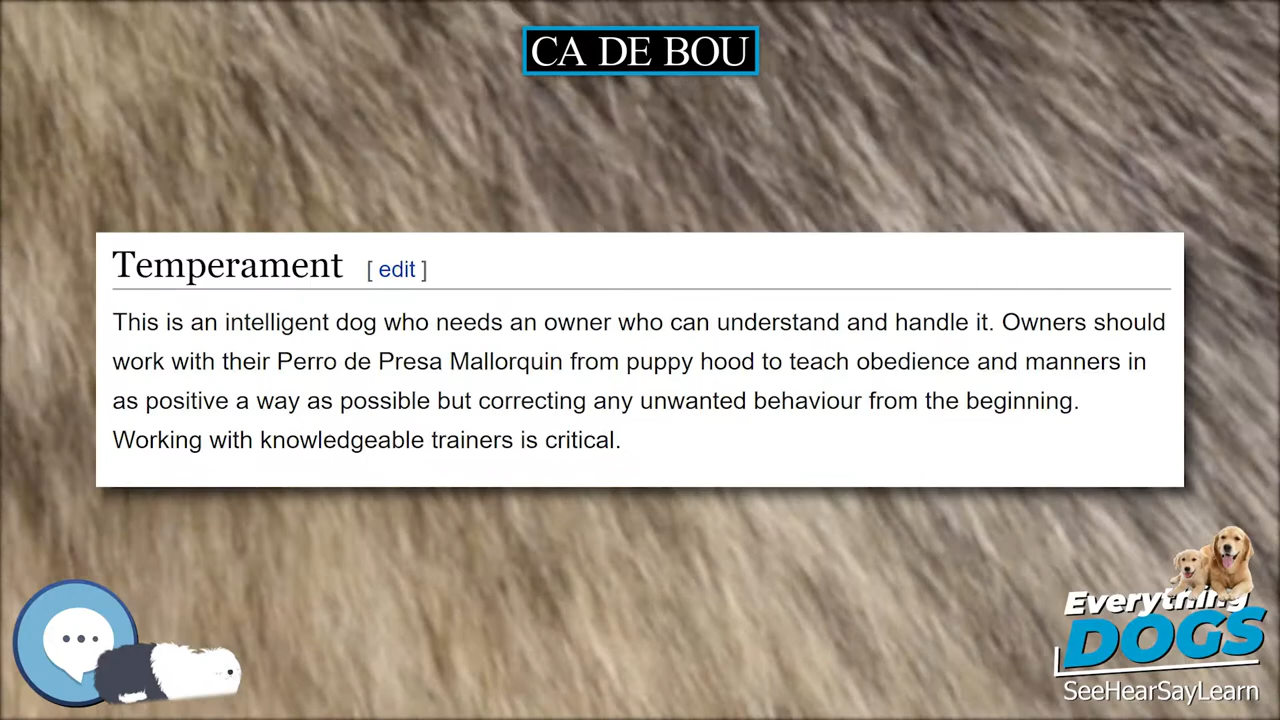 CA DE BOU
Temperament [ edit ]
This is an intelligent dog who needs an owner who can understand and handle it. Owners should
work with their Perro de Presa Mallorquin from puppy hood to teach obedience and manners in
as positive a way as possible but correcting any unwanted behaviour from the beginning.
Working with knowledgeable trainers is critical.
Everything
DOGS
SeeHearSayLearn